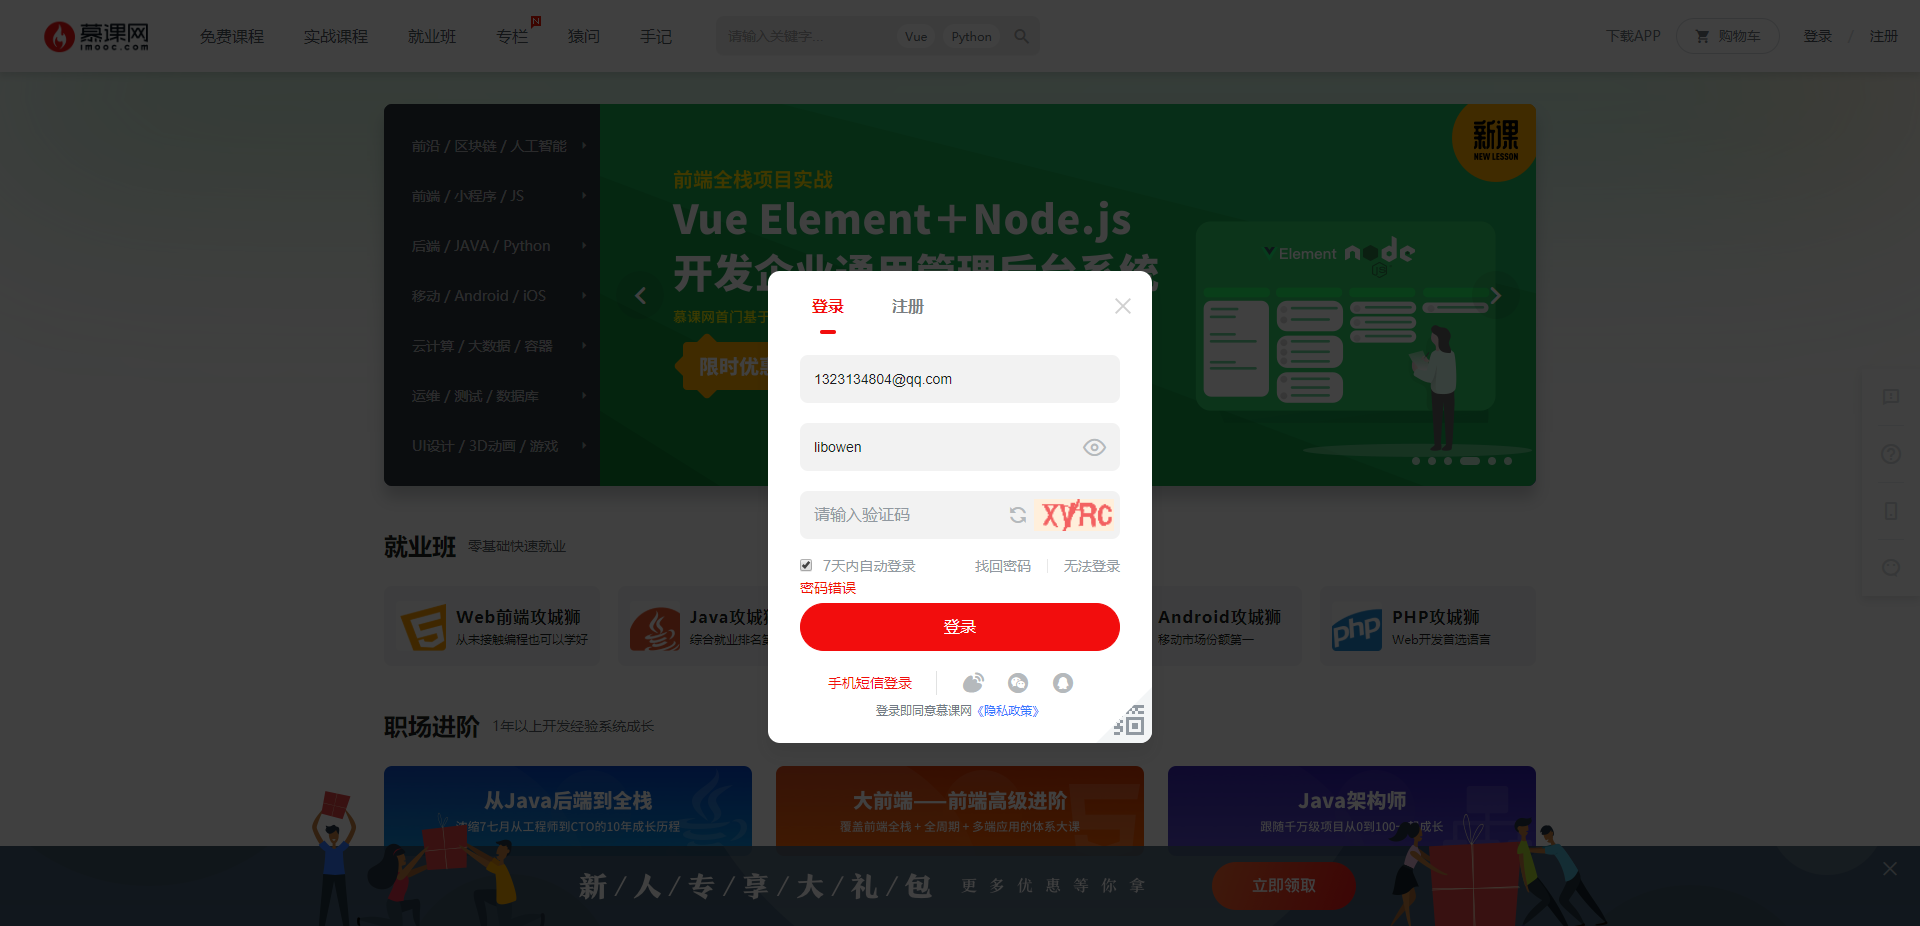 慕课网
imooc.com
免费课程
实战课程
就业班
专栏
N
猿问
手记
请输入关键字...
Vue
Python
下载APP
购物车
登录 / 注册
前沿 / 区块链 / 人工智能
前端 / 小程序 / JS
后端 / JAVA / Python
移动 / Android / IOS
云计算 / 大数据 / 容器
运维 / 测试 / 数据库
UI设计 / 3D动画 / 游戏
新课
NEW LESSON
前端全栈项目实战
Vue Element+Node.js
开发企业通用管理后台系统
慕课网首门基于
限时优惠
Element
node
JS
登录
注册
1323134804@qq.com
libowen
请输入验证码
XYRC
7天内自动登录
找回密码
无法登录
密码错误
登录
手机短信登录
登录即同意慕课网《隐私政策》
就业班
零基础快速就业
Web前端攻城狮
从未接触编程也可以学好
Java攻城狮
综合就业排名第
Android攻城狮
移动市场份额第一
php
PHP攻城狮
Web开发首选语言
职场进阶
1年以上开发经验系统成长
从Java后端到全栈
浓缩7七月从工程师到CTO的10年成长历程
大前端——前端高级进阶
覆盖前端全栈+全周期+多端应用的体系大课
Java架构师
跟随千万级项目从0到100
成长
新/人/专/享/大/礼/包
更多优惠等你拿
立即领取